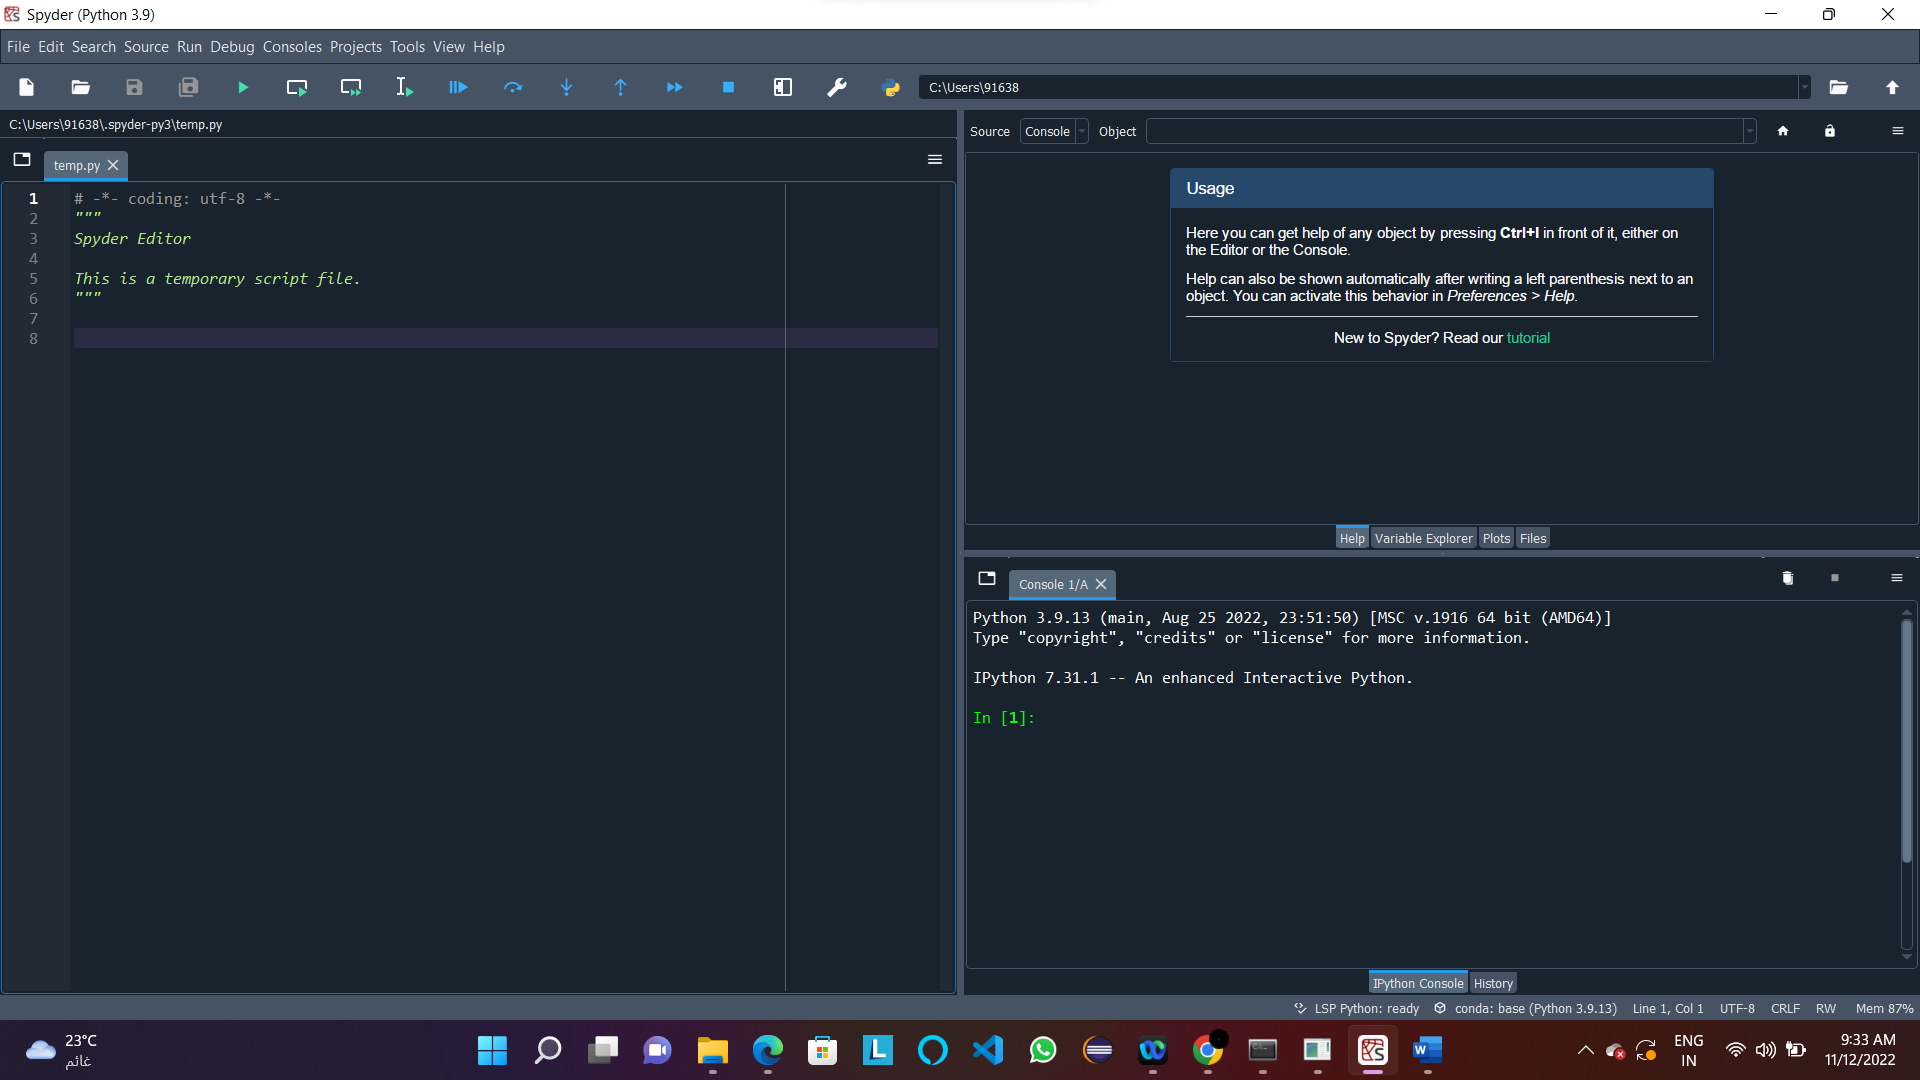 Spyder (Python 3.9)
File Edit Search Source Run Debug Consoles Projects Tools View Help
C:\Users\91638
C:\Users\91638\.spyder-py3\temp.py
temp.py
1 # -*- coding: utf-8 -*-
2 """
3 Spyder Editor
4
5 This is a temporary script file.
6 """
7
8
Source Console Object
Usage
Here you can get help of any object by pressing Ctrl+I in front of it, either on
the Editor or the Console.
Help can also be shown automatically after writing a left parenthesis next to an
object. You can activate this behavior in Preferences > Help.
New to Spyder? Read our tutorial
Help Variable Explorer Plots Files
Console 1/A
Python 3.9.13 (main, Aug 25 2022, 23:51:50) [MSC v.1916 64 bit (AMD64)]
Type "copyright", "credits" or "license" for more information.
IPython 7.31.1 -- An enhanced Interactive Python.
In [1]:
IPython Console History
LSP Python: ready conda: base (Python 3.9.13) Line 1, Col 1 UTF-8 CRLF RW Mem 87%
23°C
غائم
ENG
IN
9:33 AM
11/12/2022